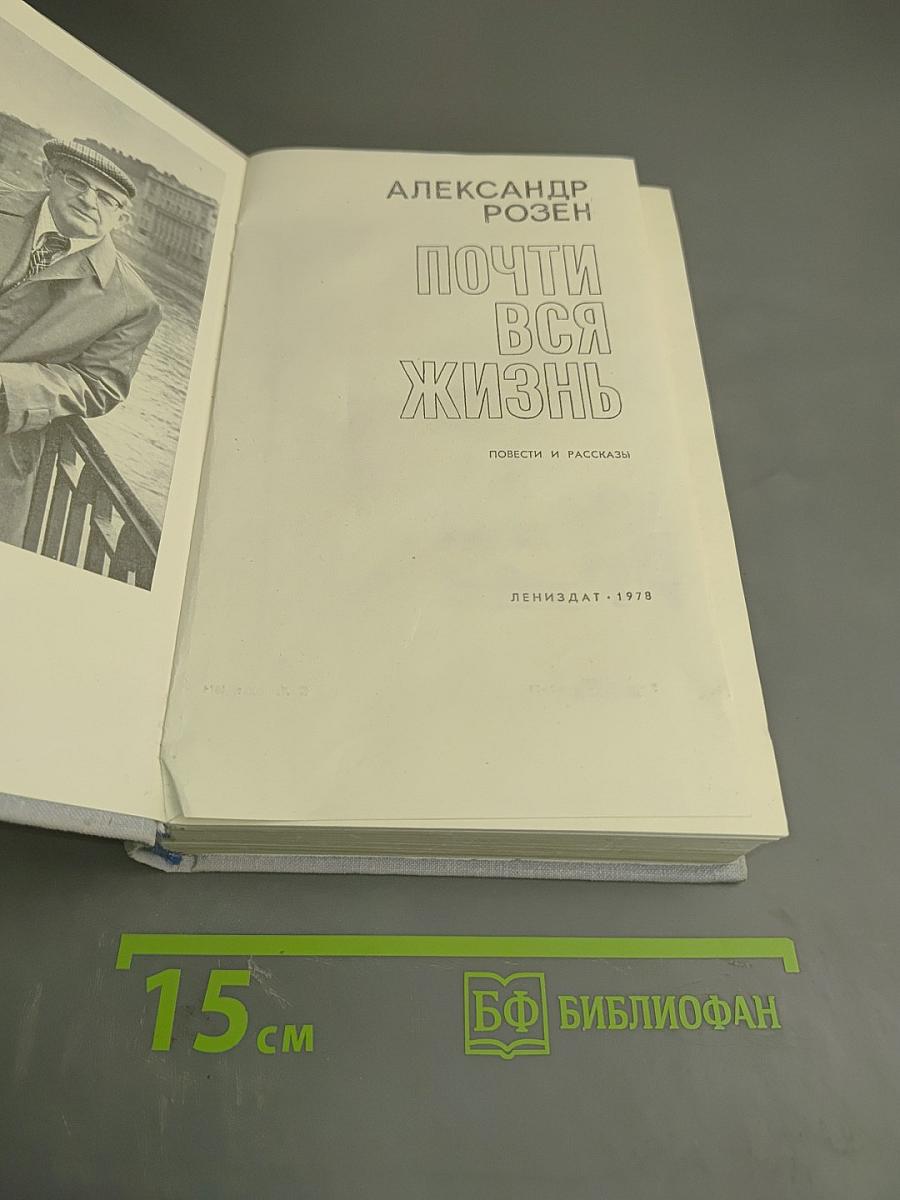 АЛЕКСАНДР
РОЗЕН
ПОЧТИ
ВСЯ
ЖИЗНЬ
ПОВЕСТИ И РАССКАЗЫ
ЛЕНИЗДАТ • 1978
15 см
БФ БИБЛИОФАН